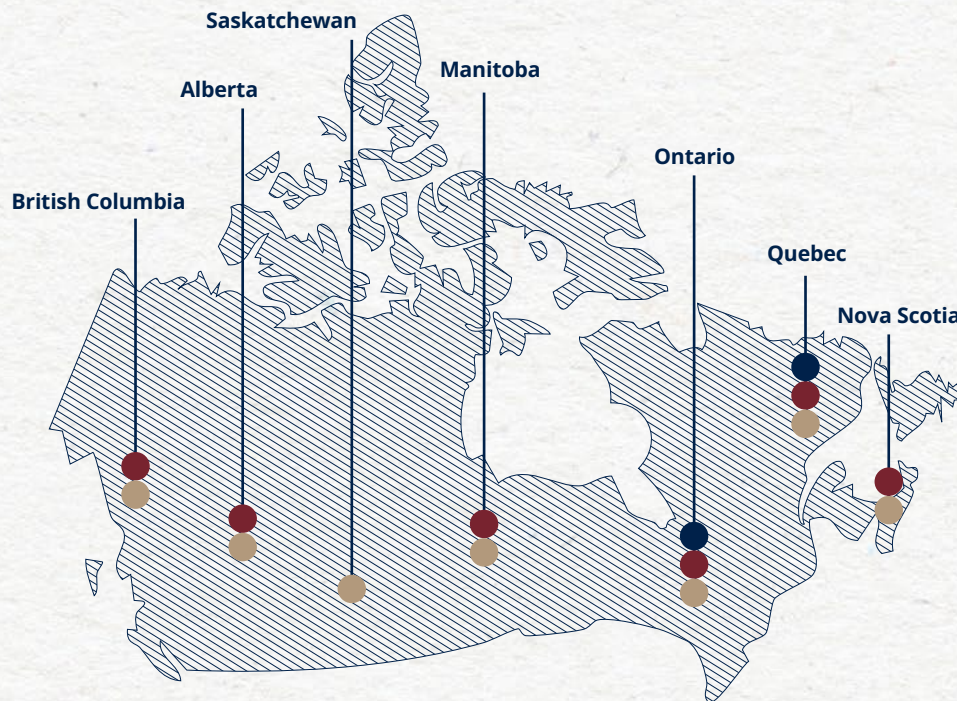 Saskatchewan
Manitoba
Alberta
Ontario
British Columbia
Quebec
Nova Scotia